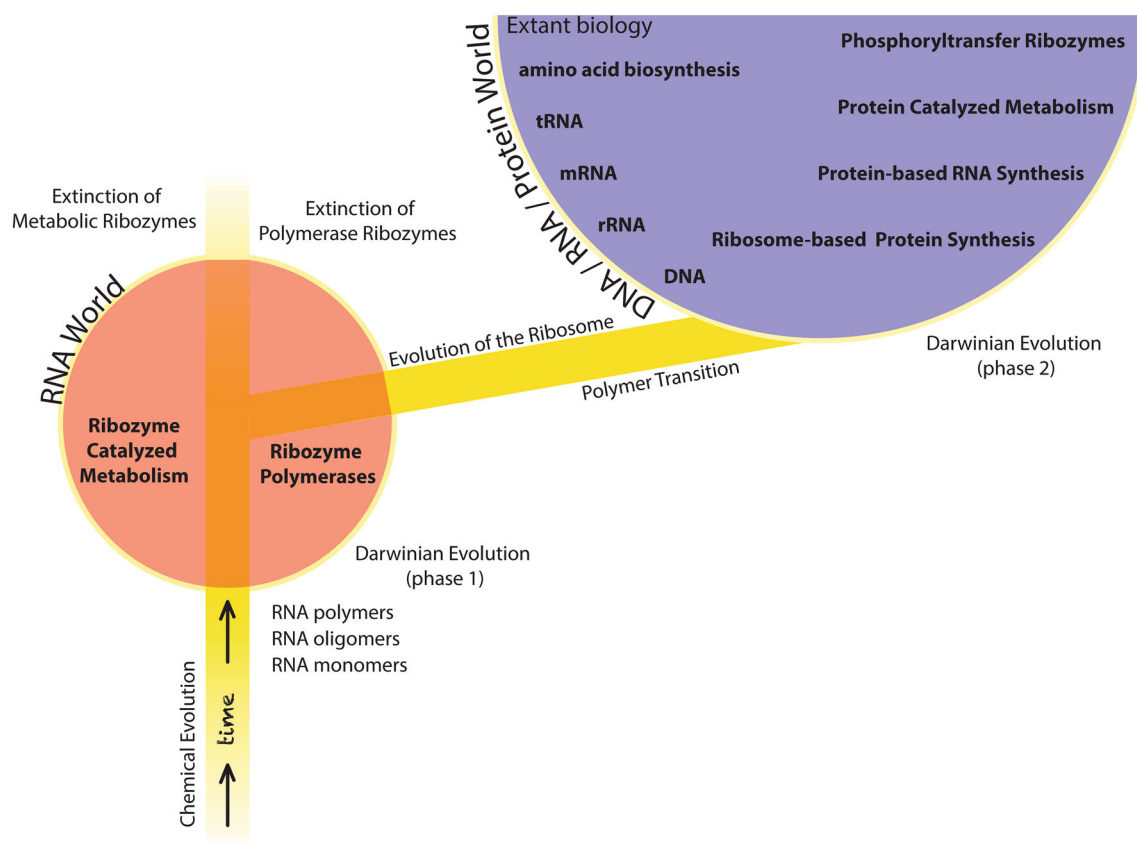 Extant biology
Phosphoryltransfer Ribozymes
amino acid biosynthesis
Protein Catalyzed Metabolism
tRNA
mRNA
Protein-based RNA Synthesis
rRNA
Ribosome-based Protein Synthesis
DNA
DNA / RNA / Protein World
Darwinian Evolution
(phase 2)
Extinction of
Metabolic Ribozymes
Extinction of
Polymerase Ribozymes
RNA World
Evolution of the Ribosome
Polymer Transition
Ribozyme
Catalyzed
Metabolism
Ribozyme
Polymerases
Darwinian Evolution
(phase 1)
RNA polymers
RNA oligomers
RNA monomers
Chemical Evolution
time